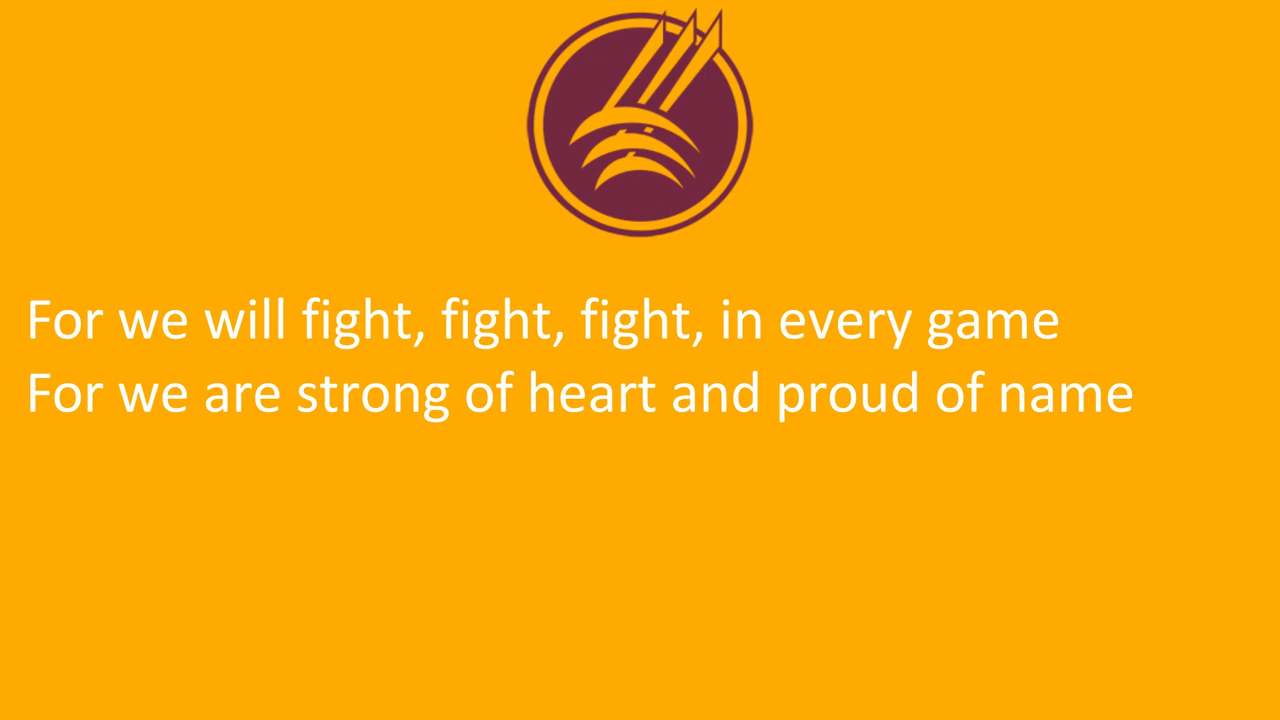 For we will fight, fight, fight, in every game
For we are strong of heart and proud of name